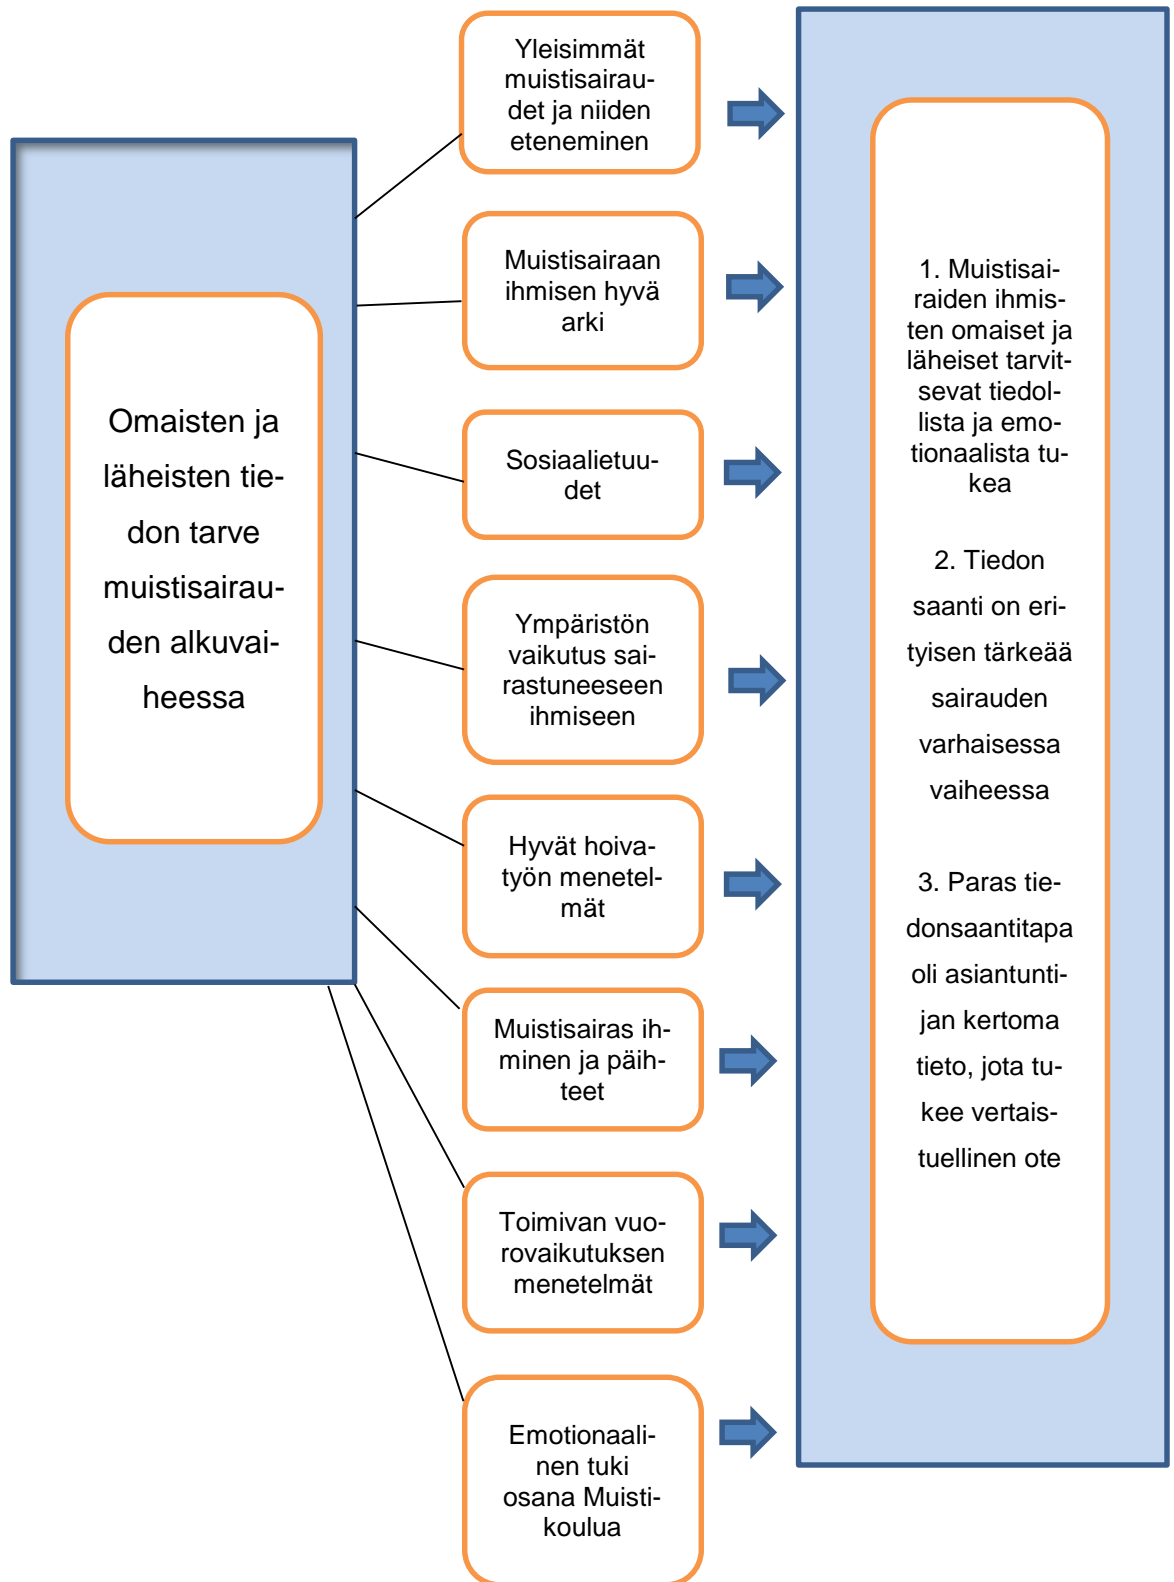 Omaisten ja
läheisten tie-
don tarve
muistisairau-
den alkuvai-
heessa
Yleisimmät
muistisairau-
det ja niiden
eteneminen
Muistisairaan
ihmisen hyvä
arki
Sosiaalietuu-
det
Ympäristön
vaikutus sai-
rastuneeseen
ihmiseen
Hyvät hoiva-
työn menetel-
mät
Muistisairas ih-
minen ja päih-
teet
Toimivan vuo-
rovaikutuksen
menetelmät
Emotionaali-
nen tuki
osana Muisti-
koulua
1. Muistisai-
raiden ihmis-
ten omaiset ja
läheiset tarvit-
sevat tiedol-
lista ja emo-
tionaalista tu-
kea
2. Tiedon
saanti on eri-
tyisen tärkeää
sairauden
varhaisessa
vaiheessa
3. Paras tie-
donsaantitapa
oli asiantunti-
jan kertoma
tieto, jota tu-
kee vertais-
tuellinen ote